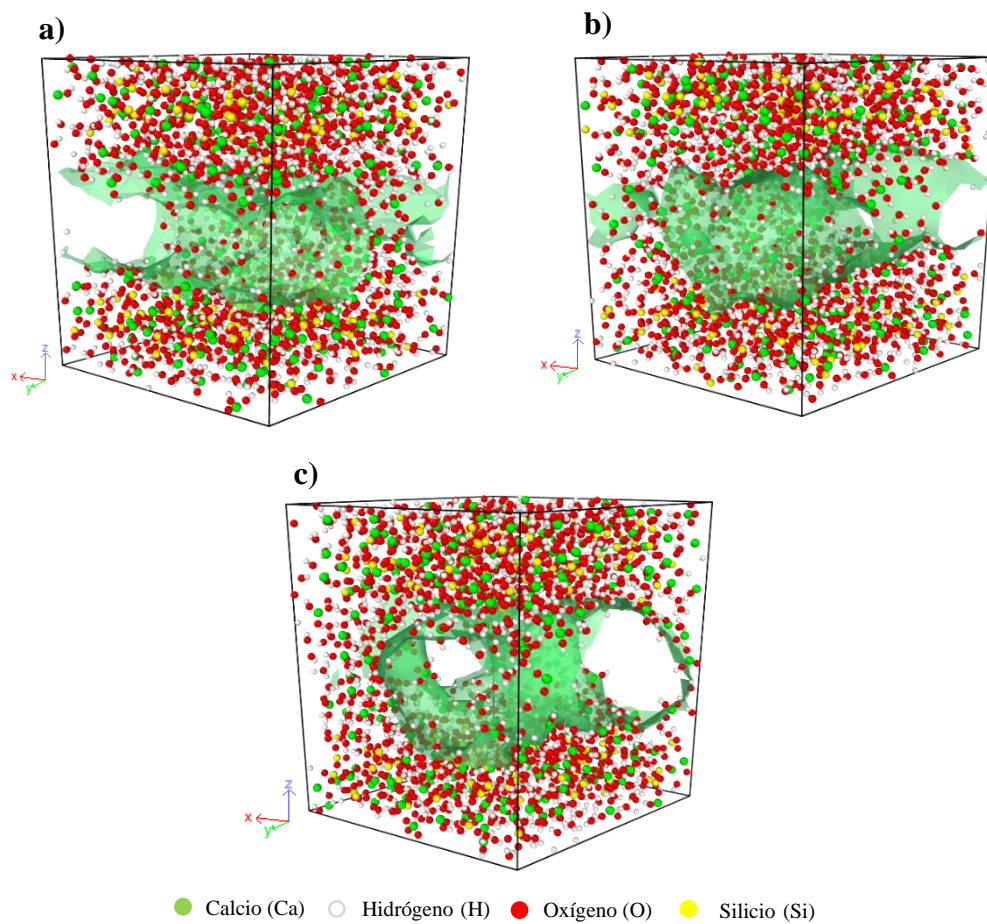 a)
b)
z
x
y
z
x
y
c)
z
x
y
Calcio (Ca) Hidrógeno (H) Oxígeno (O) Silicio (Si)